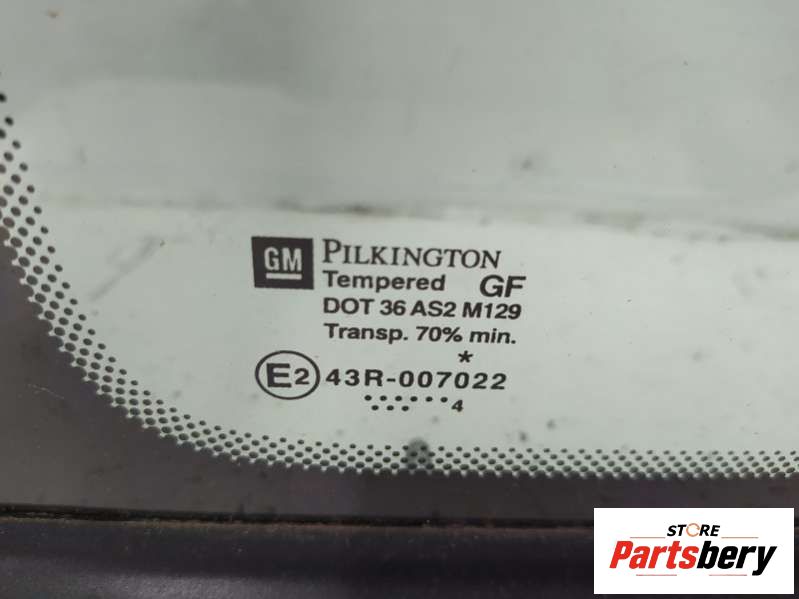 GM PILKINGTON
Tempered GF
DOT 36 AS2 M129
Transp. 70% min.
*
E2 43R-007022
4
STORE
Partsbery